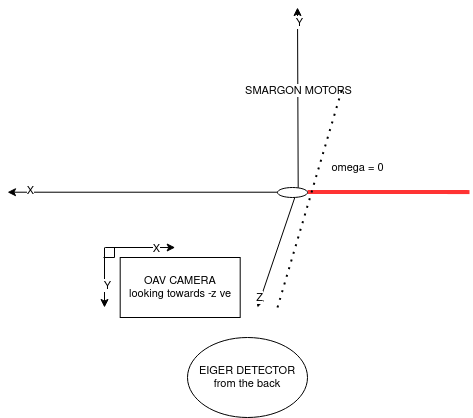 Y
SMARGON MOTORS
omega = 0
X
X
Y
OAV CAMERA
looking towards -z ve
Z
EIGER DETECTOR
from the back